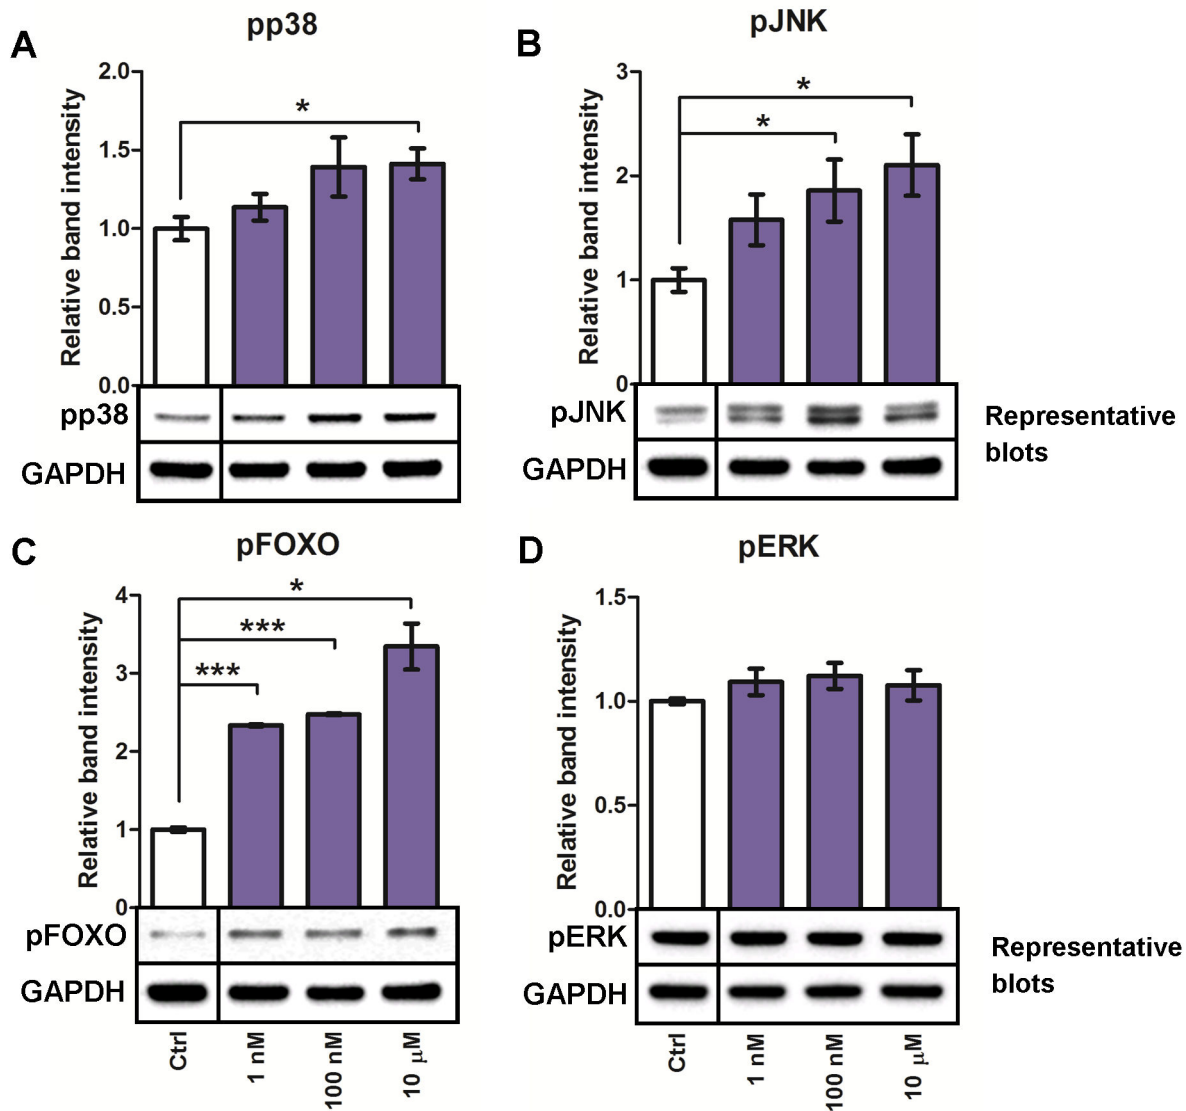 A
pp38
Relative band intensity
2.0
1.5
1.0
0.5
0.0
*
pp38
GAPDH
B
pJNK
Relative band intensity
3
2
1
0
*
*
pJNK
GAPDH
Representative
blots
C
pFOXO
Relative band intensity
4
3
2
1
0
*
***
***
pFOXO
GAPDH
Ctrl
1 nM
100 nM
10 µM
D
pERK
Relative band intensity
1.5
1.0
0.5
0.0
pERK
GAPDH
Ctrl
1 nM
100 nM
10 µM
Representative
blots